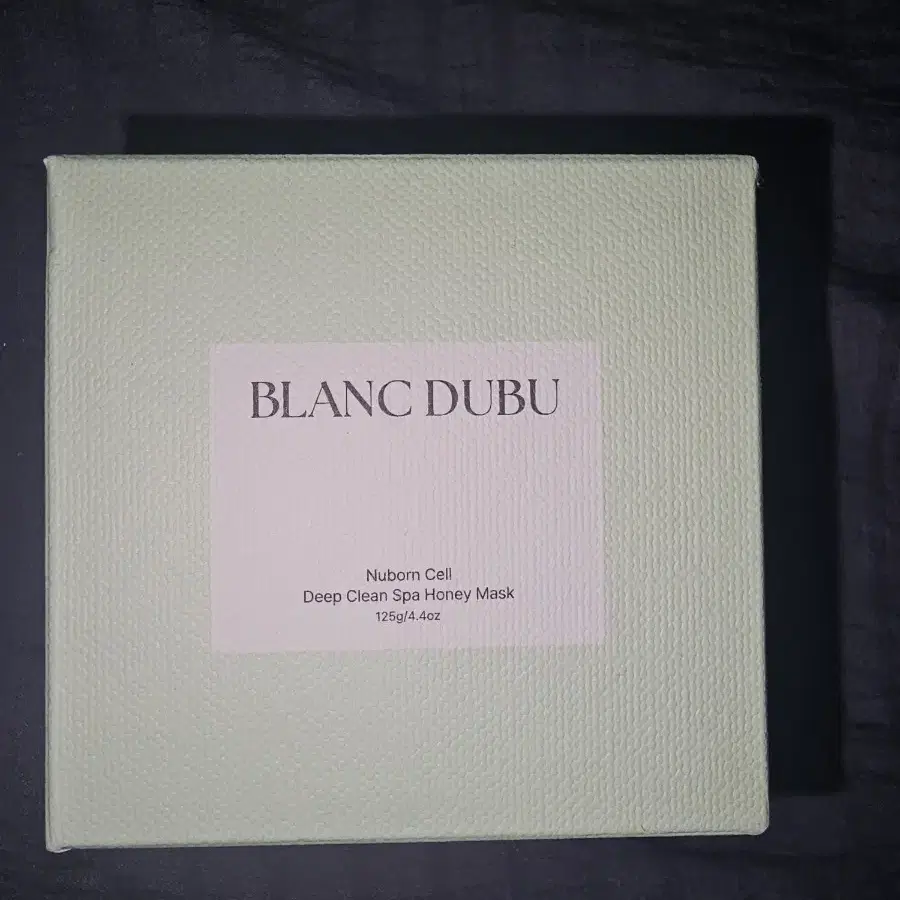 BLANC DUBU
Nuborn Cell
Deep Clean Spa Honey Mask
125g/4.4oz